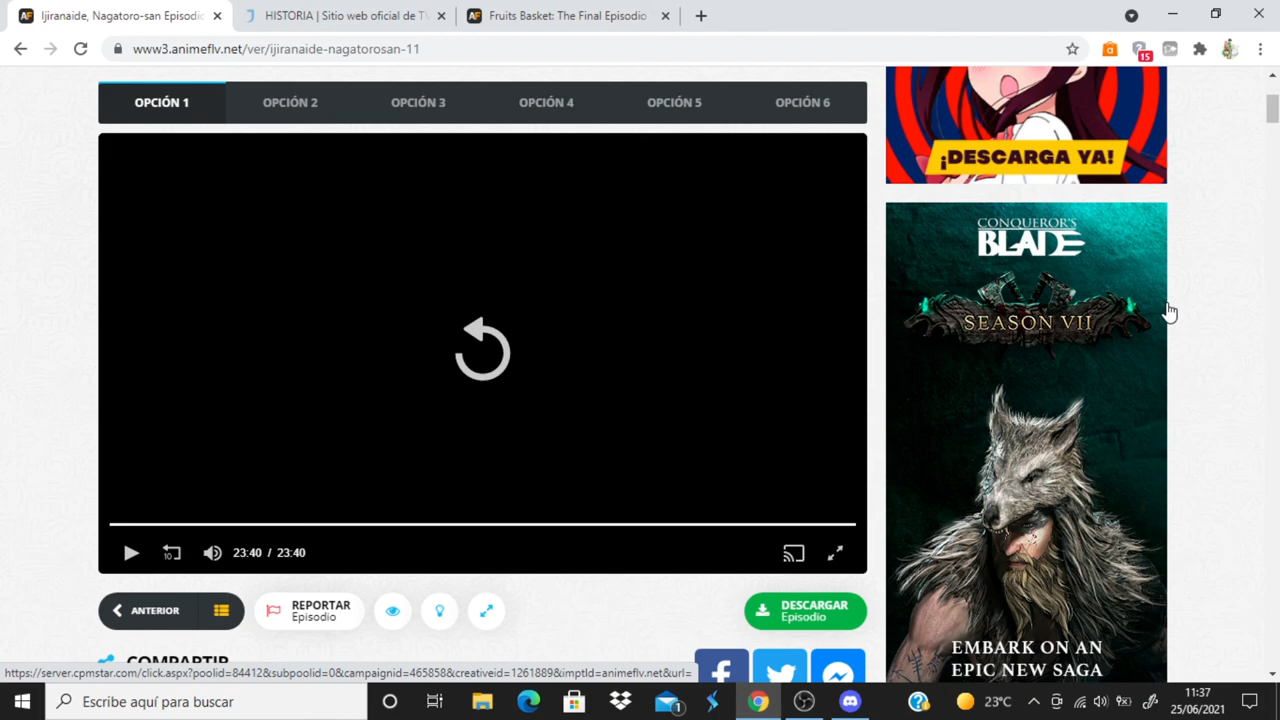 Ijiranaide, Nagatoro-san Episodio
HISTORIA | Sitio web oficial de TV
Fruits Basket: The Final Episodio
www3.animeflv.net/ver/ijiranaide-nagatorosan-11
15
OPCIÓN 1
OPCIÓN 2
OPCIÓN 3
OPCIÓN 4
OPCIÓN 5
OPCIÓN 6
¡DESCARGA YA!
CONQUEROR'S
BLADE
SEASON VII
EMBARK ON AN
EPIC NEW SAGA
10
23:40 / 23:40
ANTERIOR
REPORTAR
Episodio
DESCARGAR
Episodio
COMPARTIR
https://server.cpmstar.com/click.aspx?poolid=84412&subpoolid=0&campaignid=465858&creativeid=1261889&imptId=animeflv.net&url=
Escribe aquí para buscar
1
23°C
11:37
25/06/2021